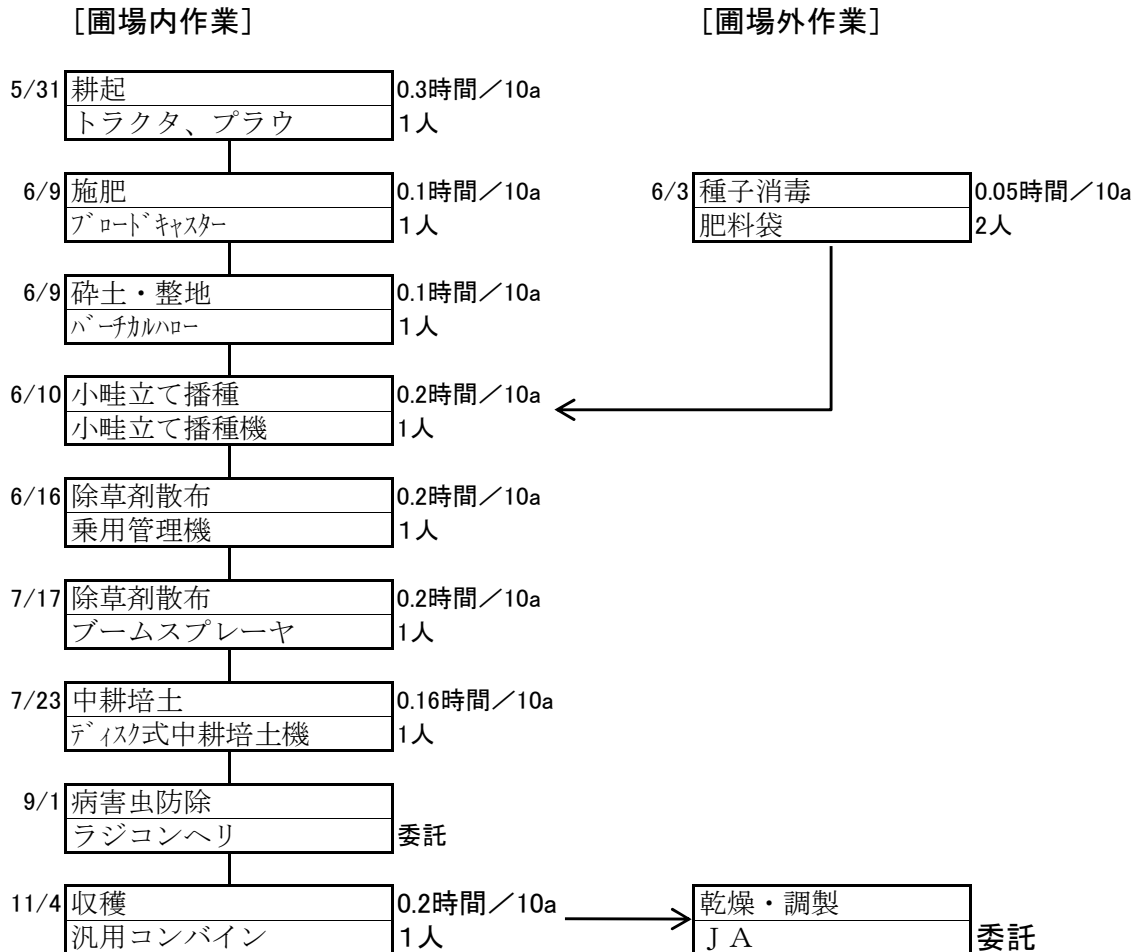 [圃場内作業]
[圃場外作業]
5/31 耕起 0.3時間／10a
トラクタ、プラウ 1人
6/9 施肥 0.1時間／10a
ﾌﾞﾛｰﾄﾞｷｬｽﾀｰ 1人
6/3 種子消毒 0.05時間／10a
肥料袋 2人
6/9 砕土・整地 0.1時間／10a
ﾊﾞｰﾁｶﾙﾊﾛｰ 1人
6/10 小畦立て播種 0.2時間／10a
小畦立て播種機 1人
6/16 除草剤散布 0.2時間／10a
乗用管理機 1人
7/17 除草剤散布 0.2時間／10a
ブームスプレーヤ 1人
7/23 中耕培土 0.16時間／10a
ﾃﾞｨｽｸ式中耕培土機 1人
9/1 病害虫防除
ラジコンヘリ 委託
11/4 収穫 0.2時間／10a
汎用コンバイン 1人
乾燥・調製
ＪＡ 委託